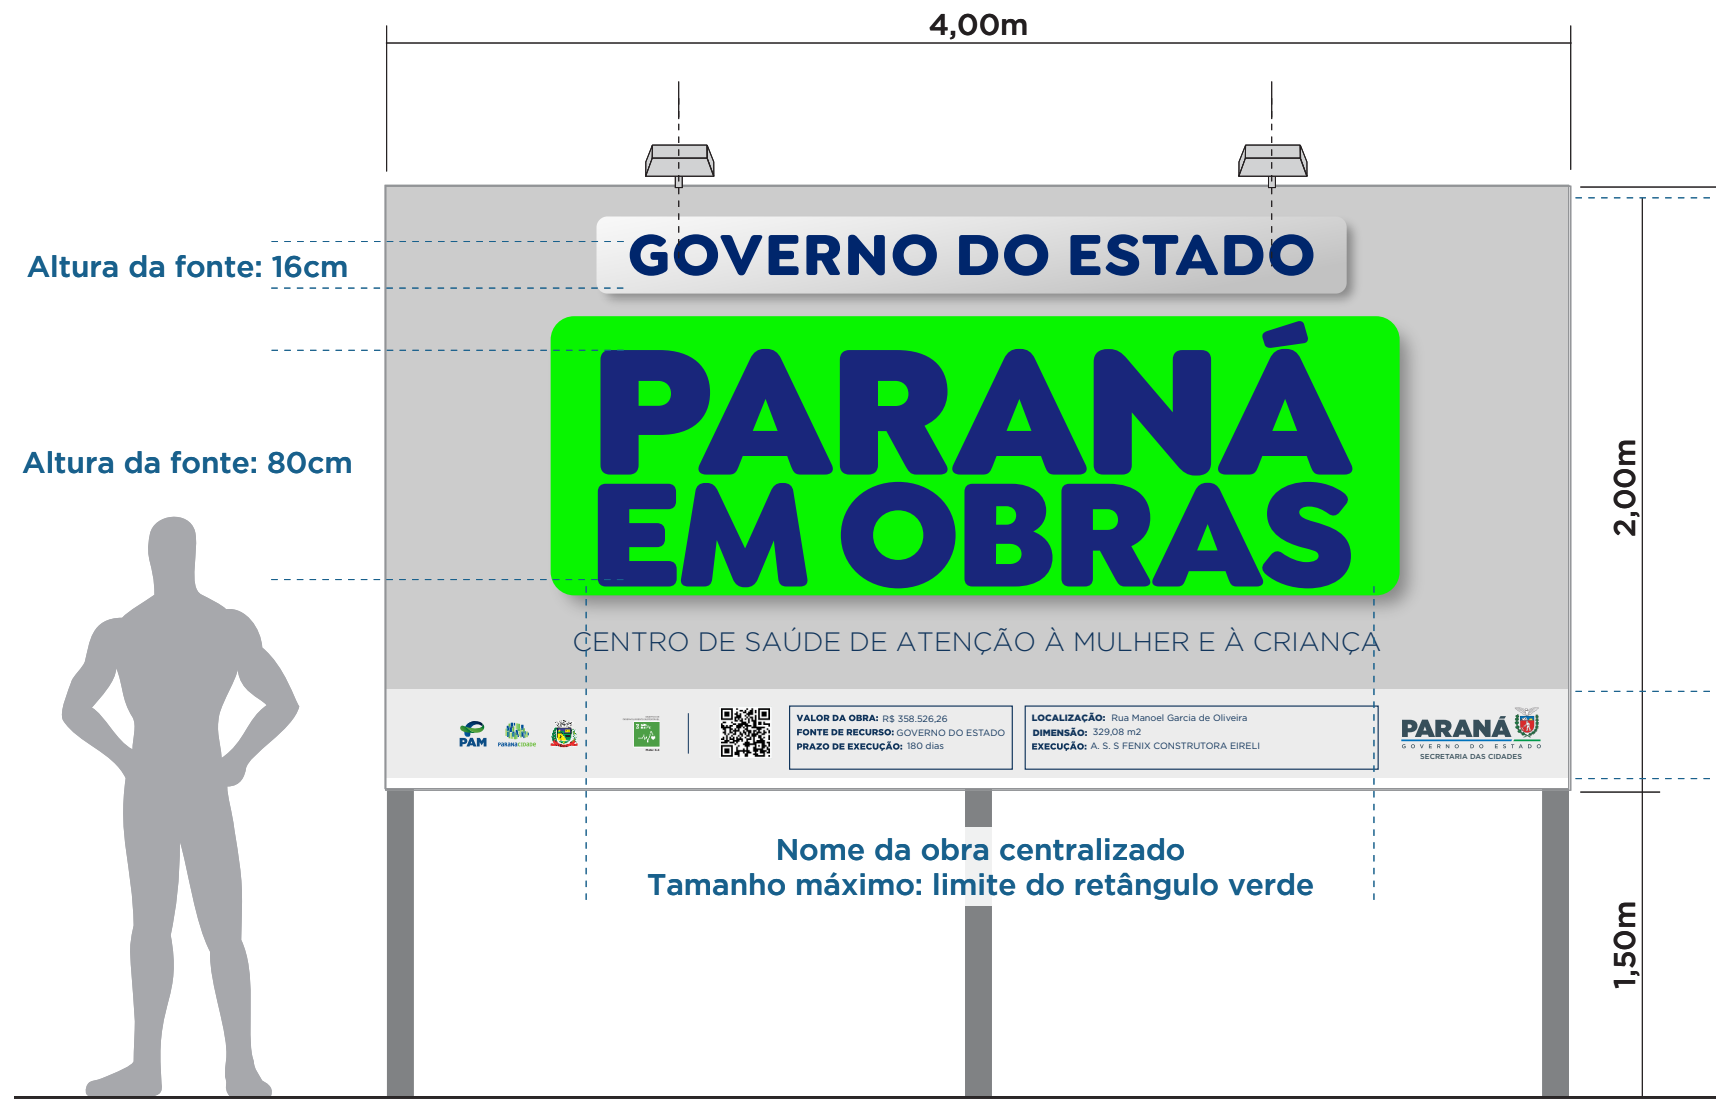 4,00m
Altura da fonte: 16cm
GOVERNO DO ESTADO
PARANÁ
EM OBRAS
Altura da fonte: 80cm
2,00m
CENTRO DE SAÚDE DE ATENÇÃO À MULHER E À CRIANÇA
PAM
PARANACIDADE
VALOR DA OBRA: R$ 358.526,26
FONTE DE RECURSO: GOVERNO DO ESTADO
PRAZO DE EXECUÇÃO: 180 dias
LOCALIZAÇÃO: Rua Manoel Garcia de Oliveira
DIMENSÃO: 329,08 m2
EXECUÇÃO: A. S. S FENIX CONSTRUTORA EIRELI
PARANÁ
GOVERNO DO ESTADO
SECRETARIA DAS CIDADES
Nome da obra centralizado
Tamanho máximo: limite do retângulo verde
1,50m